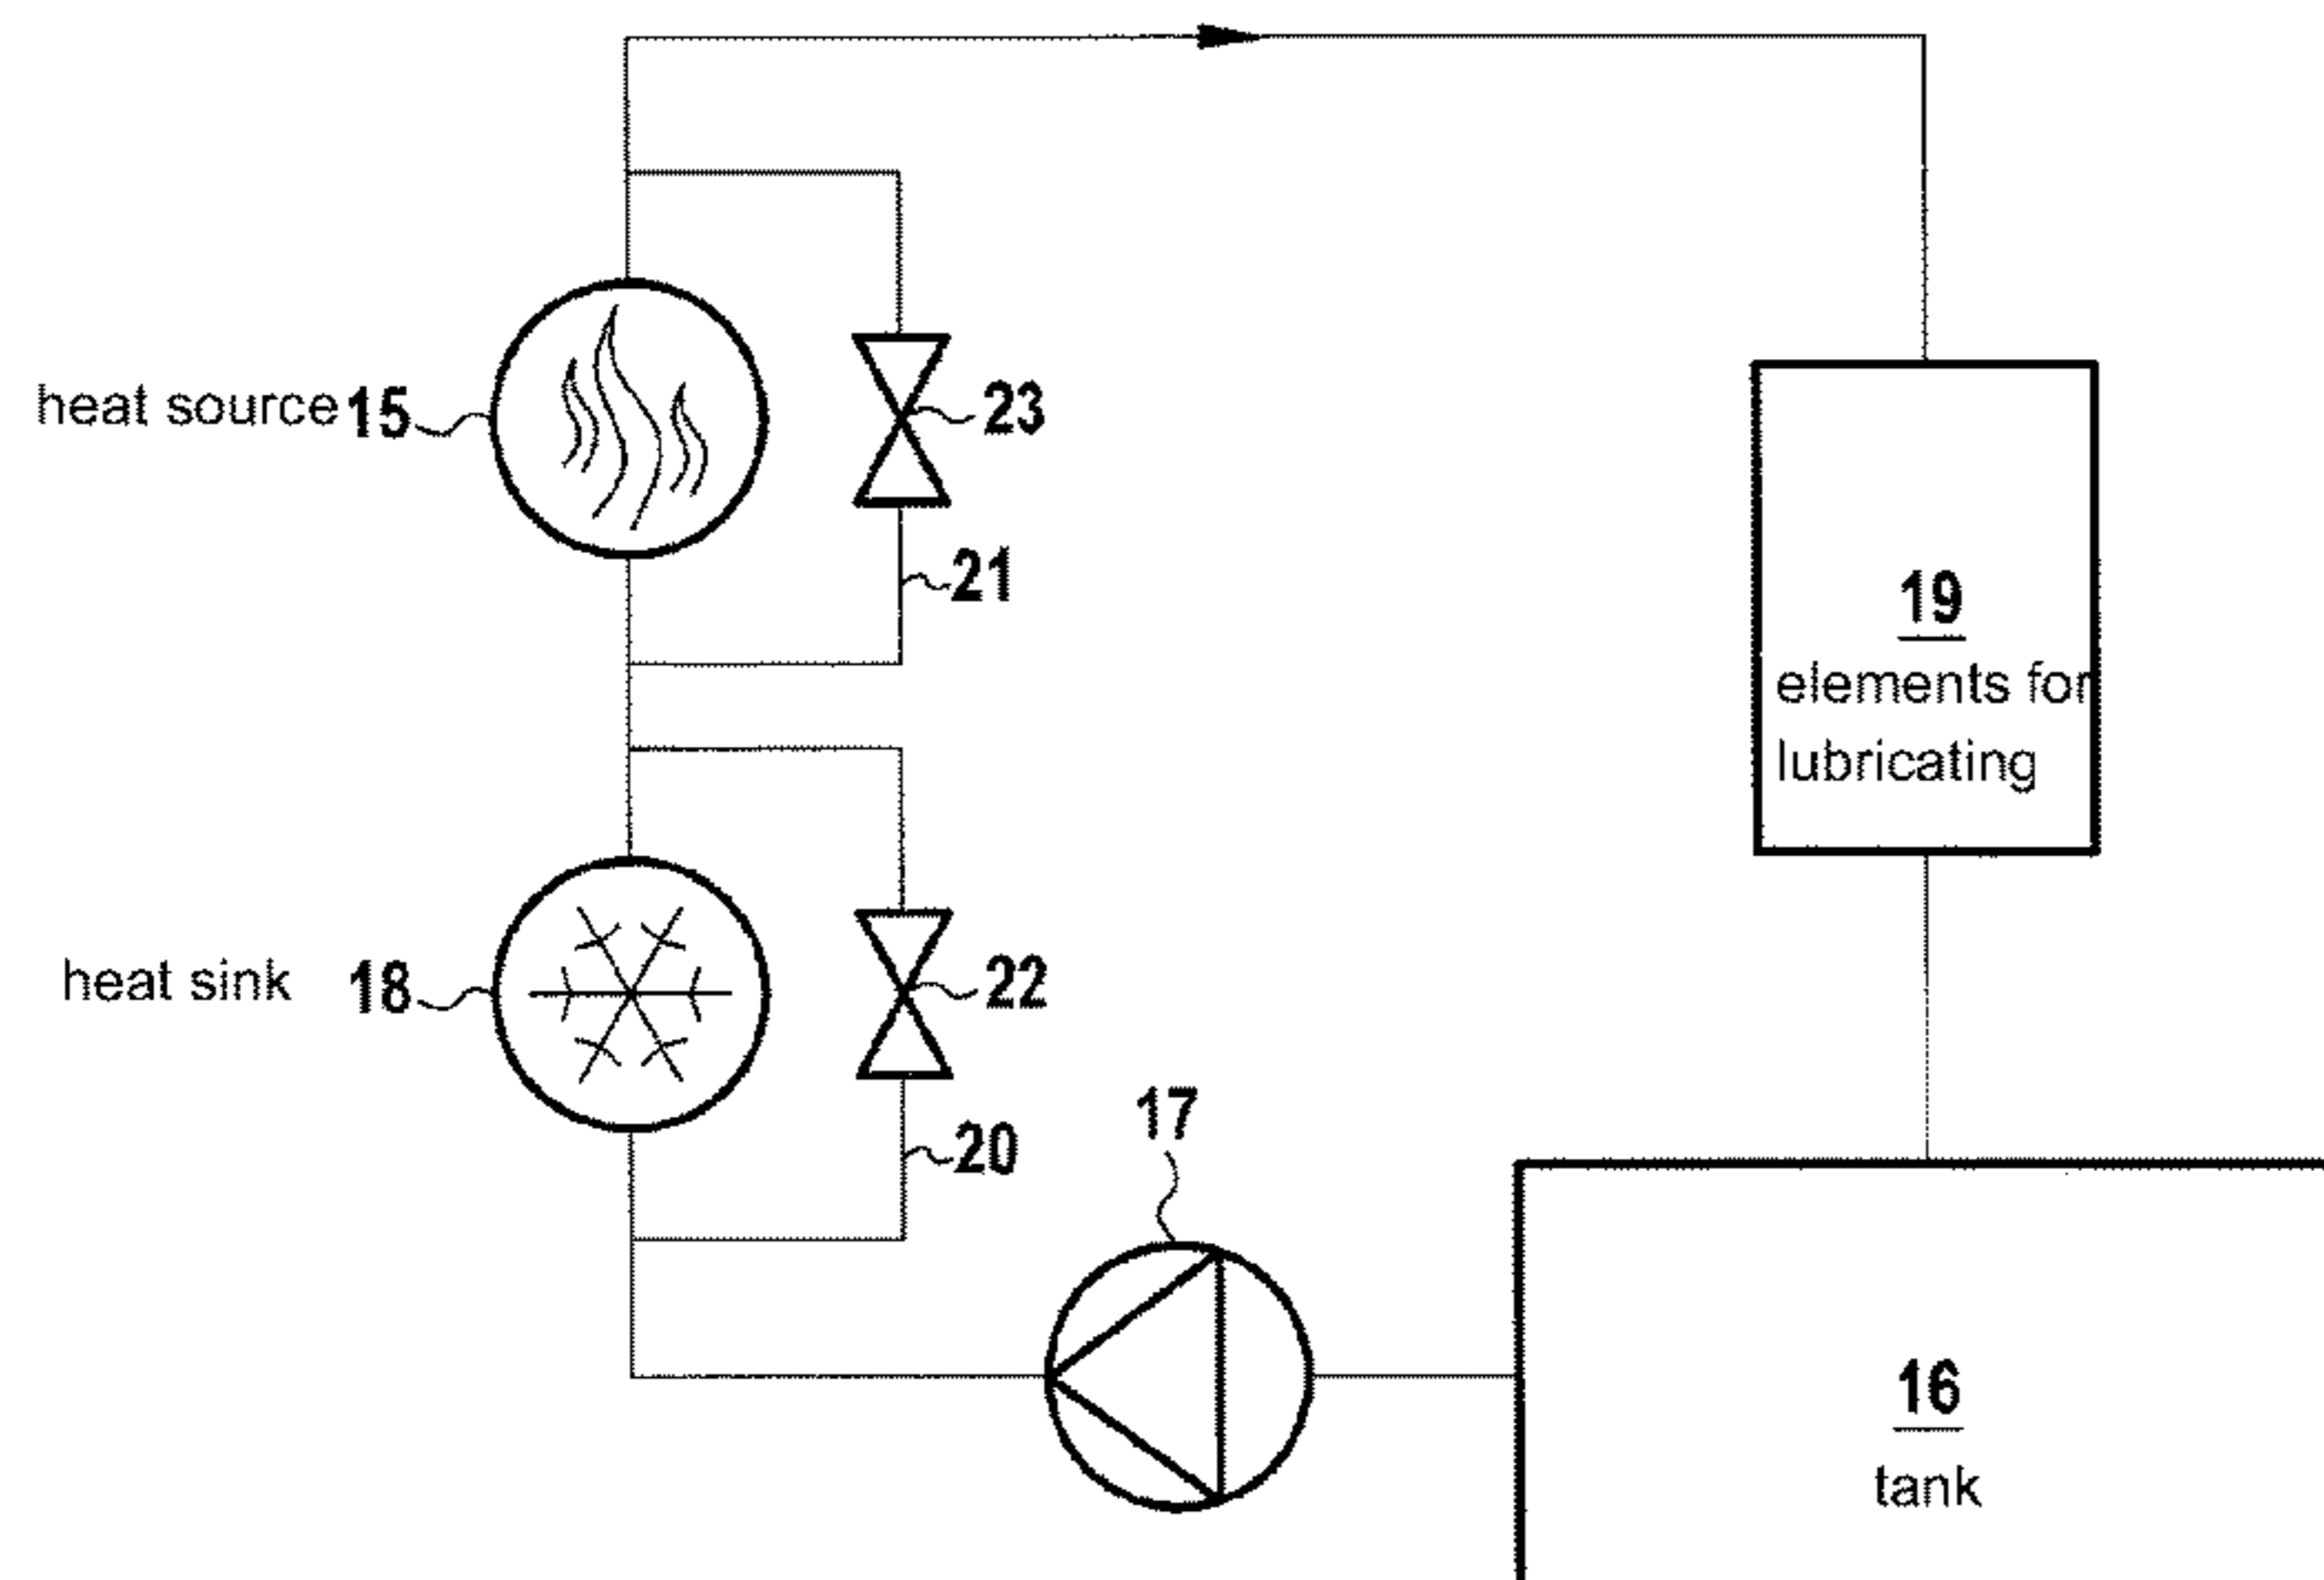 heat source 15
23
21
19
elements for
lubricating
heat sink 18
22
20
17
16
tank